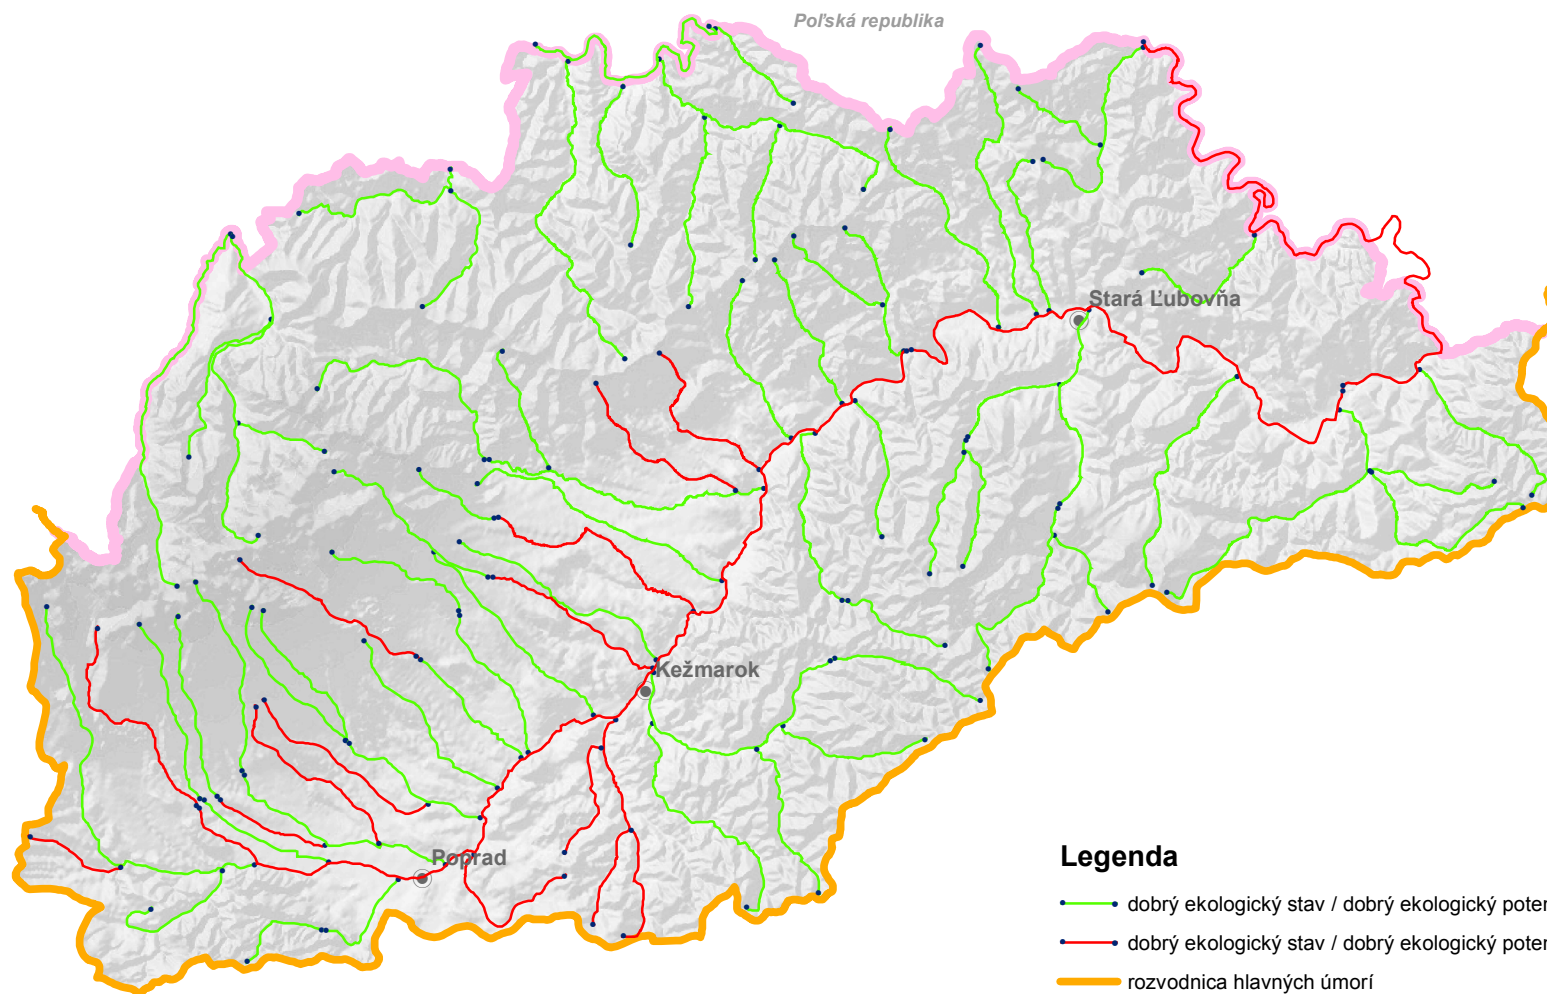 Poľská republika
Stará Ľubovňa
Kežmarok
Poprad
Legenda
dobrý ekologický stav / dobrý ekologický poter
dobrý ekologický stav / dobrý ekologický poter
rozvodnica hlavných úmorí